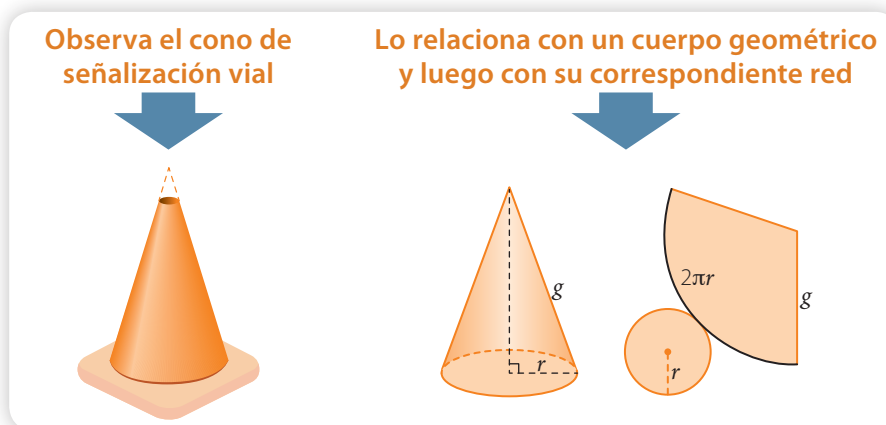 Observa el cono de
señalización vial
Lo relaciona con un cuerpo geométrico
y luego con su correspondiente red
g
r
2πr
g
r